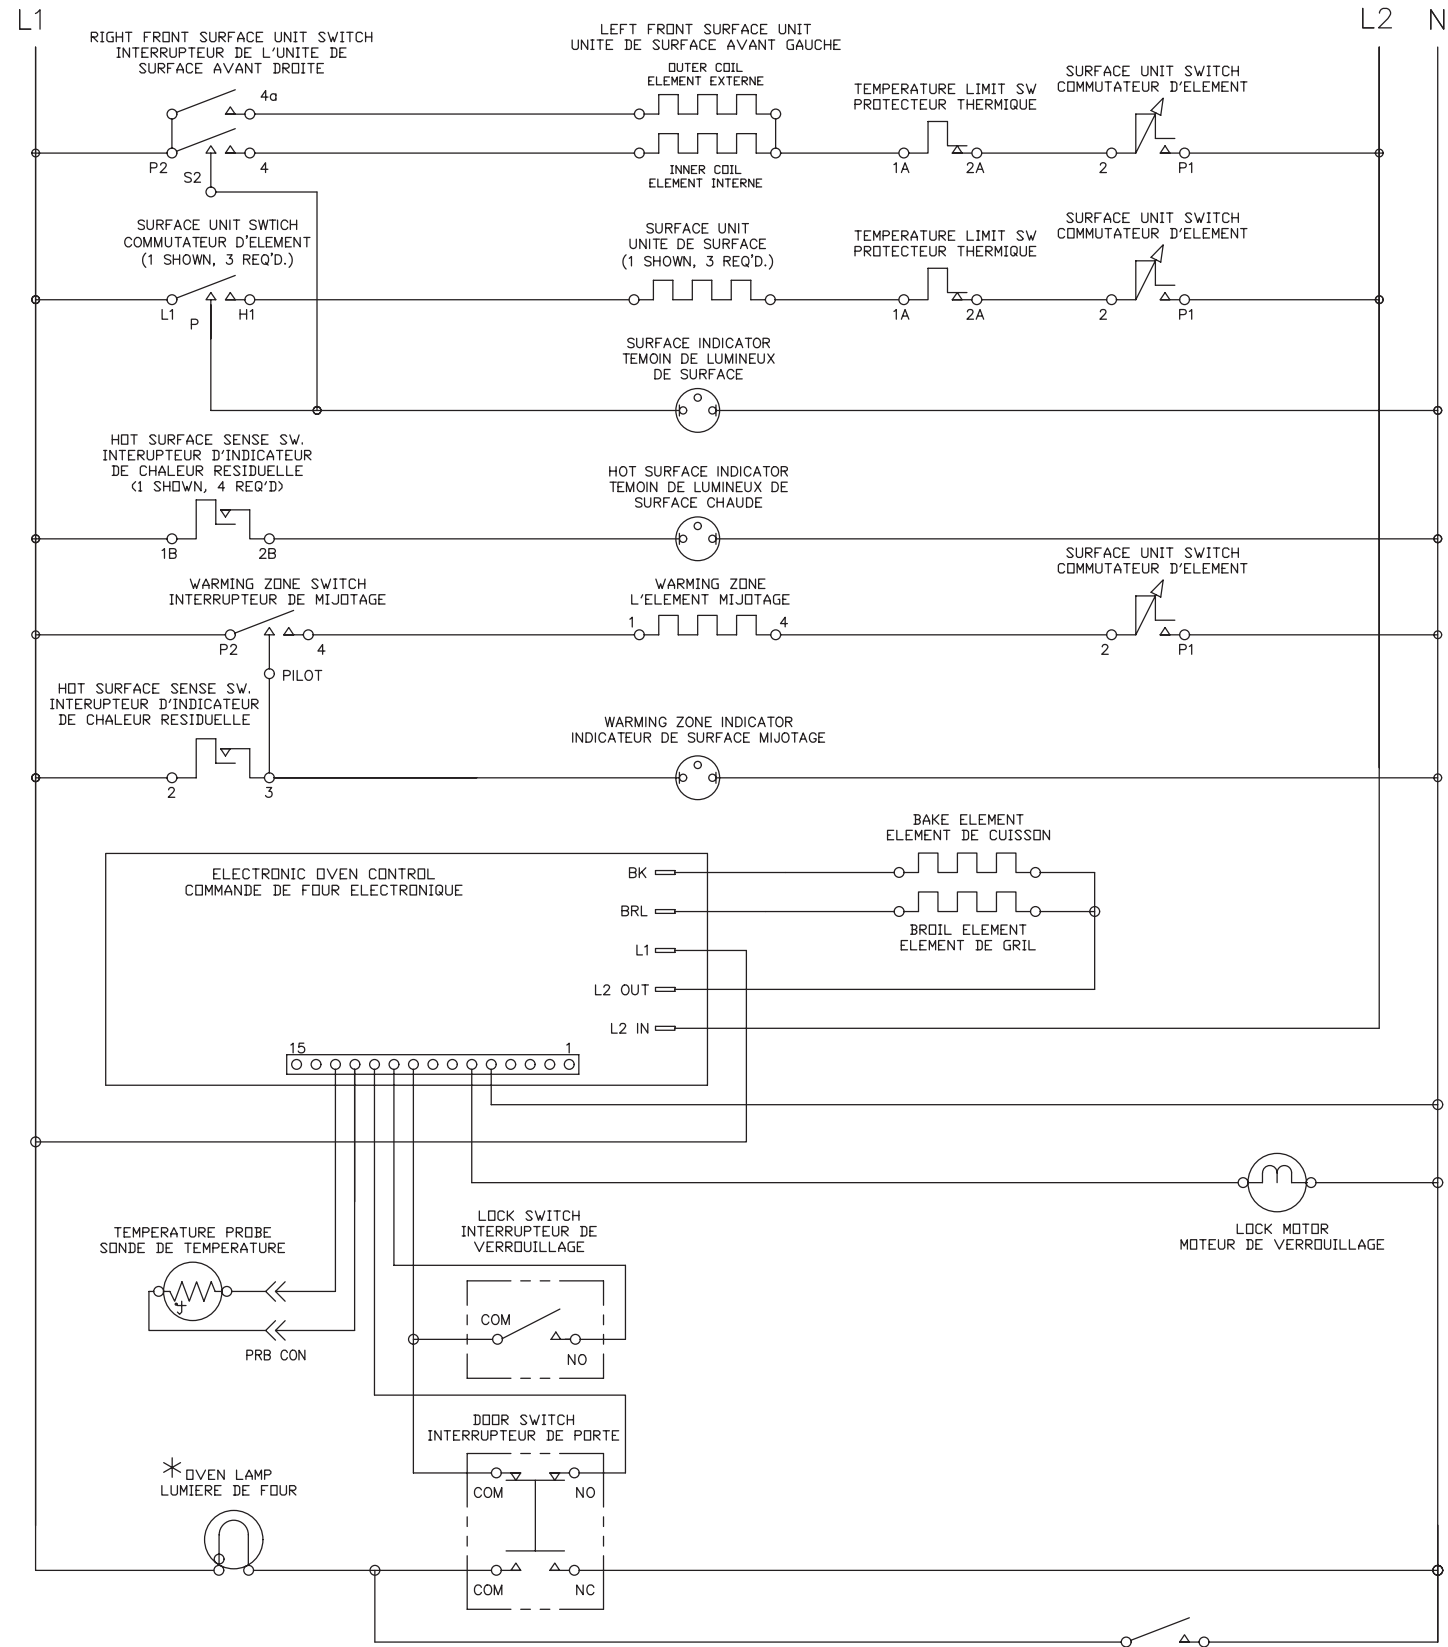 L1
L2 N
RIGHT FRONT SURFACE UNIT SWITCH
INTERRUPTEUR DE L'UNITE DE
SURFACE AVANT DROITE
LEFT FRONT SURFACE UNIT
UNITE DE SURFACE AVANT GAUCHE
OUTER COIL
ELEMENT EXTERNE
TEMPERATURE LIMIT SW
PROTECTEUR THERMIQUE
SURFACE UNIT SWITCH
COMMUTATEUR D'ELEMENT
4a
P2
S2
4
INNER COIL
ELEMENT INTERNE
1A
2A
2
P1
SURFACE UNIT SWTICH
COMMUTATEUR D'ELEMENT
(1 SHOWN, 3 REQ'D.)
SURFACE UNIT
UNITE DE SURFACE
(1 SHOWN, 3 REQ'D.)
TEMPERATURE LIMIT SW
PROTECTEUR THERMIQUE
SURFACE UNIT SWITCH
COMMUTATEUR D'ELEMENT
L1
P
H1
1A
2A
2
P1
SURFACE INDICATOR
TEMOIN DE LUMINEUX
DE SURFACE
HOT SURFACE SENSE SW.
INTERUPTEUR D'INDICATEUR
DE CHALEUR RESIDUELLE
(1 SHOWN, 4 REQ'D)
HOT SURFACE INDICATOR
TEMOIN DE LUMINEUX DE
SURFACE CHAUDE
1B
2B
WARMING ZONE SWITCH
INTERRUPTEUR DE MIJOTAGE
WARMING ZONE
L'ELEMENT MIJOTAGE
SURFACE UNIT SWITCH
COMMUTATEUR D'ELEMENT
P2
4
1
4
2
P1
PILOT
HOT SURFACE SENSE SW.
INTERUPTEUR D'INDICATEUR
DE CHALEUR RESIDUELLE
WARMING ZONE INDICATOR
INDICATEUR DE SURFACE MIJOTAGE
2
3
BAKE ELEMENT
ELEMENT DE CUISSON
ELECTRONIC OVEN CONTROL
COMMANDE DE FOUR ELECTRONIQUE
BK
BRL
BROIL ELEMENT
ELEMENT DE GRIL
L1
L2 OUT
L2 IN
15
1
LOCK MOTOR
MOTEUR DE VERROUILLAGE
TEMPERATURE PROBE
SONDE DE TEMPERATURE
LOCK SWITCH
INTERRUPTEUR DE
VERROUILLAGE
t
PRB CON
COM
NO
DOOR SWITCH
INTERRUPTEUR DE PORTE
COM
NO
*OVEN LAMP
LUMIERE DE FOUR
COM
NC